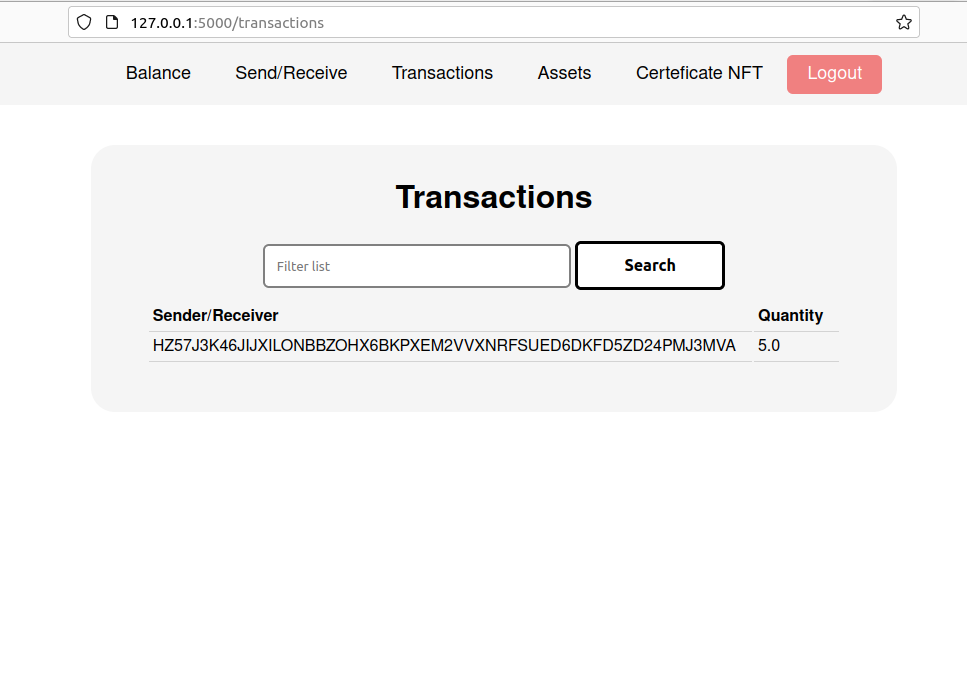 127.0.0.1:5000/transactions
Balance Send/Receive Transactions Assets Certeficate NFT Logout
Transactions
Filter list Search
Sender/Receiver Quantity
HZ57J3K46JIJXILONBBZOHX6BKPXEM2VVXNRFSUED6DKFD5ZD24PMJ3MVA 5.0